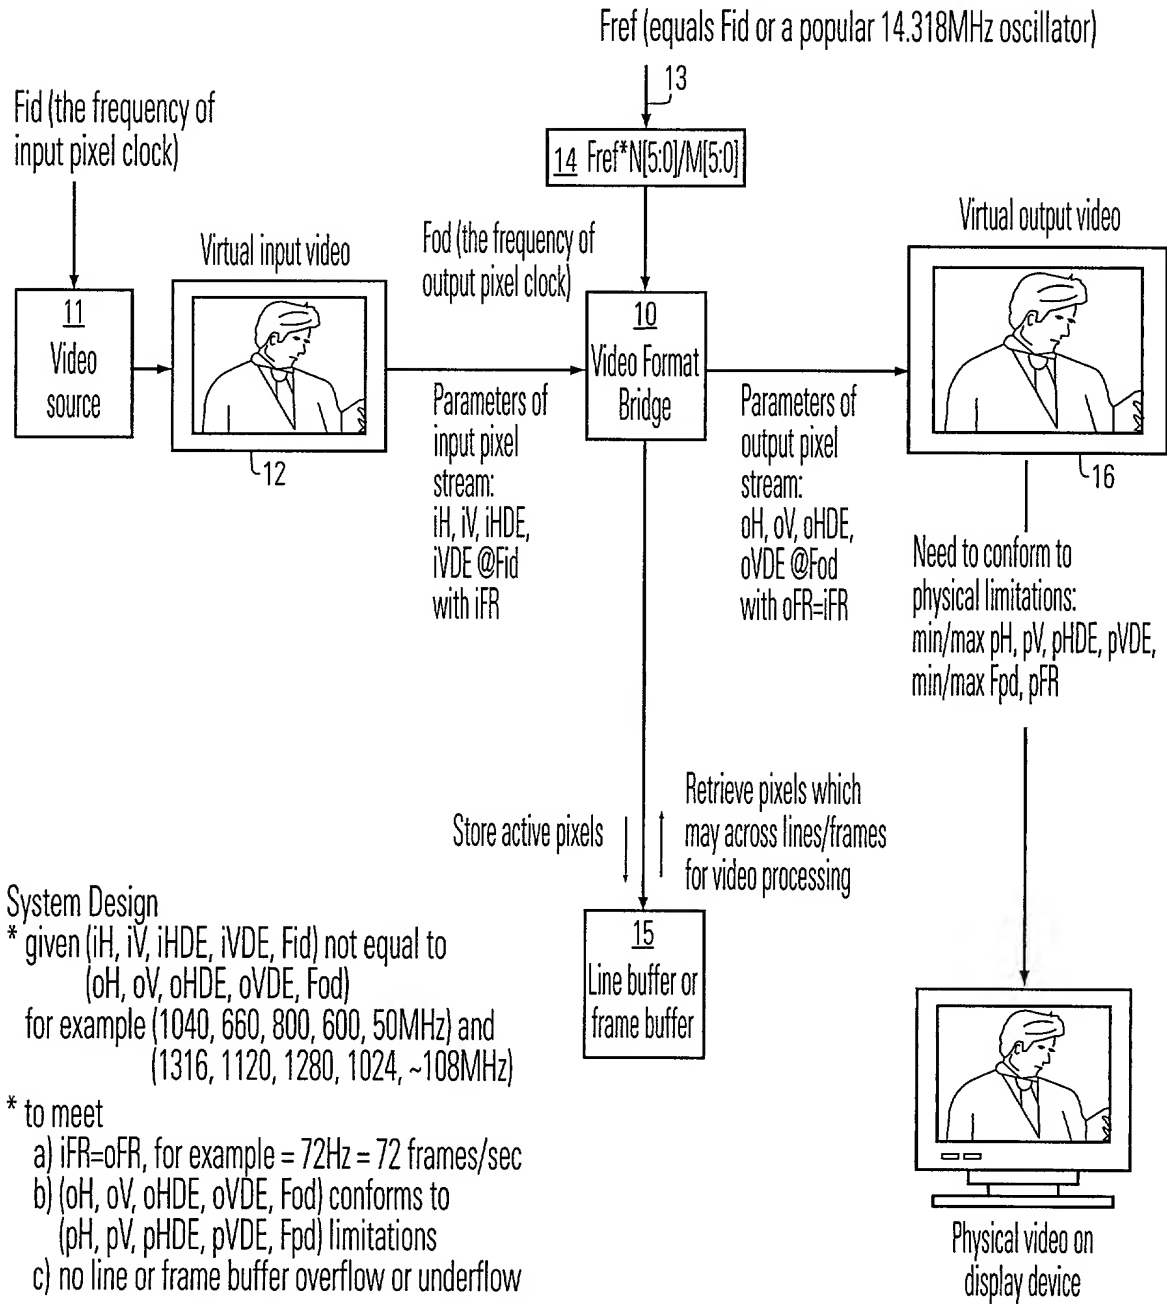 Fref (equals Fid or a popular 14.318MHz oscillator)
13
Fid (the frequency of
input pixel clock)
14 Fref*N[5:0]/M[5:0]
Virtual input video
Fod (the frequency of
output pixel clock)
Virtual output video
11
Video
source
12
10
Video Format
Bridge
16
Parameters of
input pixel
stream:
iH, iV, iHDE,
iVDE @Fid
with iFR
Parameters of
output pixel
stream:
oH, oV, oHDE,
oVDE @Fod
with oFR=iFR
Need to conform to
physical limitations:
min/max pH, pV, pHDE, pVDE,
min/max Fpd, pFR
Store active pixels
Retrieve pixels which
may across lines/frames
for video processing
15
Line buffer or
frame buffer
System Design
* given (iH, iV, iHDE, iVDE, Fid) not equal to
(oH, oV, oHDE, oVDE, Fod)
for example (1040, 660, 800, 600, 50MHz) and
(1316, 1120, 1280, 1024, ~108MHz)
* to meet
a) iFR=oFR, for example = 72Hz = 72 frames/sec
b) (oH, oV, oHDE, oVDE, Fod) conforms to
(pH, pV, pHDE, pVDE, Fpd) limitations
c) no line or frame buffer overflow or underflow
Physical video on
display device